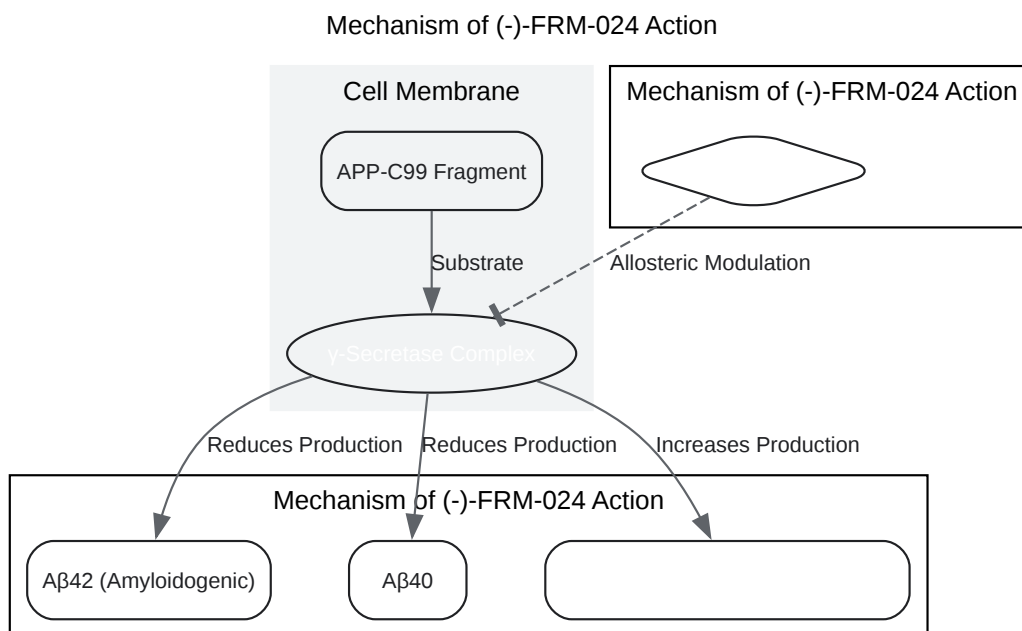 Mechanism of (-)-FRM-024 Action
Cell Membrane
Mechanism of (-)-FRM-024 Action
APP-C99 Fragment
Substrate
Allosteric Modulation
γ-Secretase Complex
Reduces Production
Reduces Production
Increases Production
Mechanism of (-)-FRM-024 Action
Aβ42 (Amyloidogenic)
Aβ40